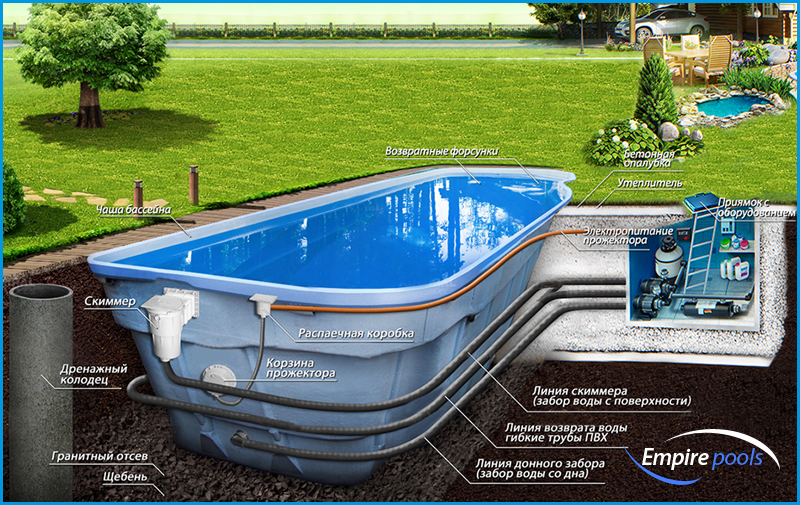 Возвратные форсунки
Бетонная
опалубка
Утеплитель
Чаша бассейна
Приямок с
оборудованием
Электропитание
прожектора
Скиммер
Распаечная коробка
Корзина
прожектора
Дренажный
колодец
Линия скиммера
(забор воды с поверхности)
Линия возврата воды
гибкие трубы ПВХ
Линия донного забора
(забор воды со дна)
Гранитный отсев
Щебень
Empire pools